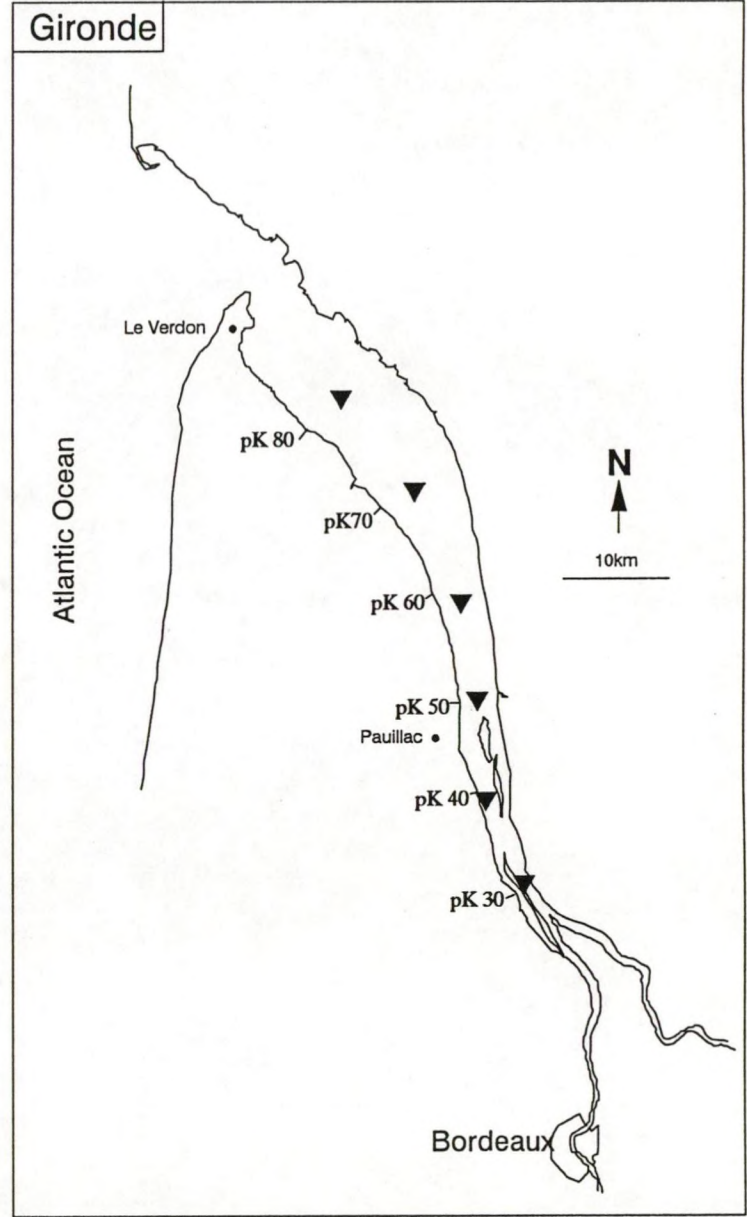 Gironde
Le Verdon
pK 80
Atlantic Ocean
N
pK70
10km
pK 60
pK 50
Pauillac
pK 40
pK 30
Bordeaux